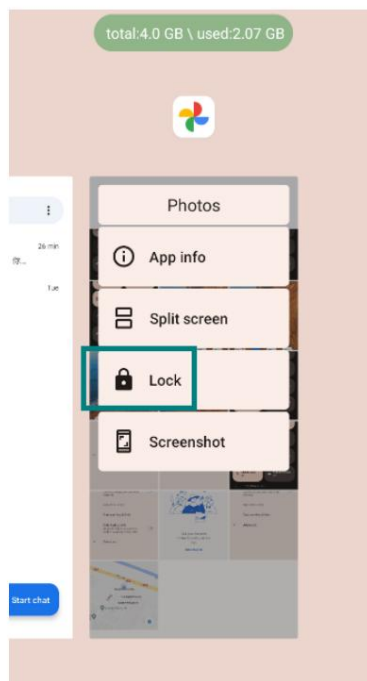 total:4.0 GB \ used:2.07 GB
26 min
你...
Tue
Photos
App info
Split screen
Lock
Screenshot
Start chat